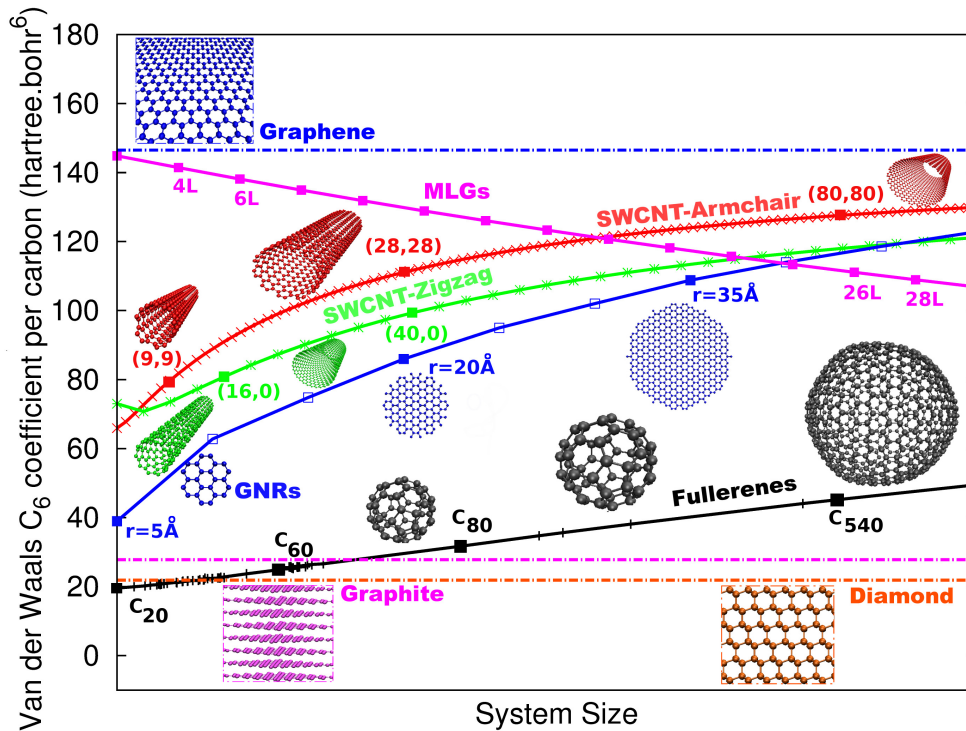 Van der Waals C₆ coefficient per carbon (hartree.bohr⁶)
180
160
140
120
100
80
60
40
20
0
Graphene
4L
6L
MLGs
SWCNT-Armchair
(80,80)
(28,28)
(9,9)
SWCNT-Zigzag
(40,0)
(16,0)
r=35Å
26L
28L
r=20Å
GNRs
r=5Å
Fullerenes
C₂₀
C₆₀
C₈₀
C₅₄₀
Graphite
Diamond
System Size